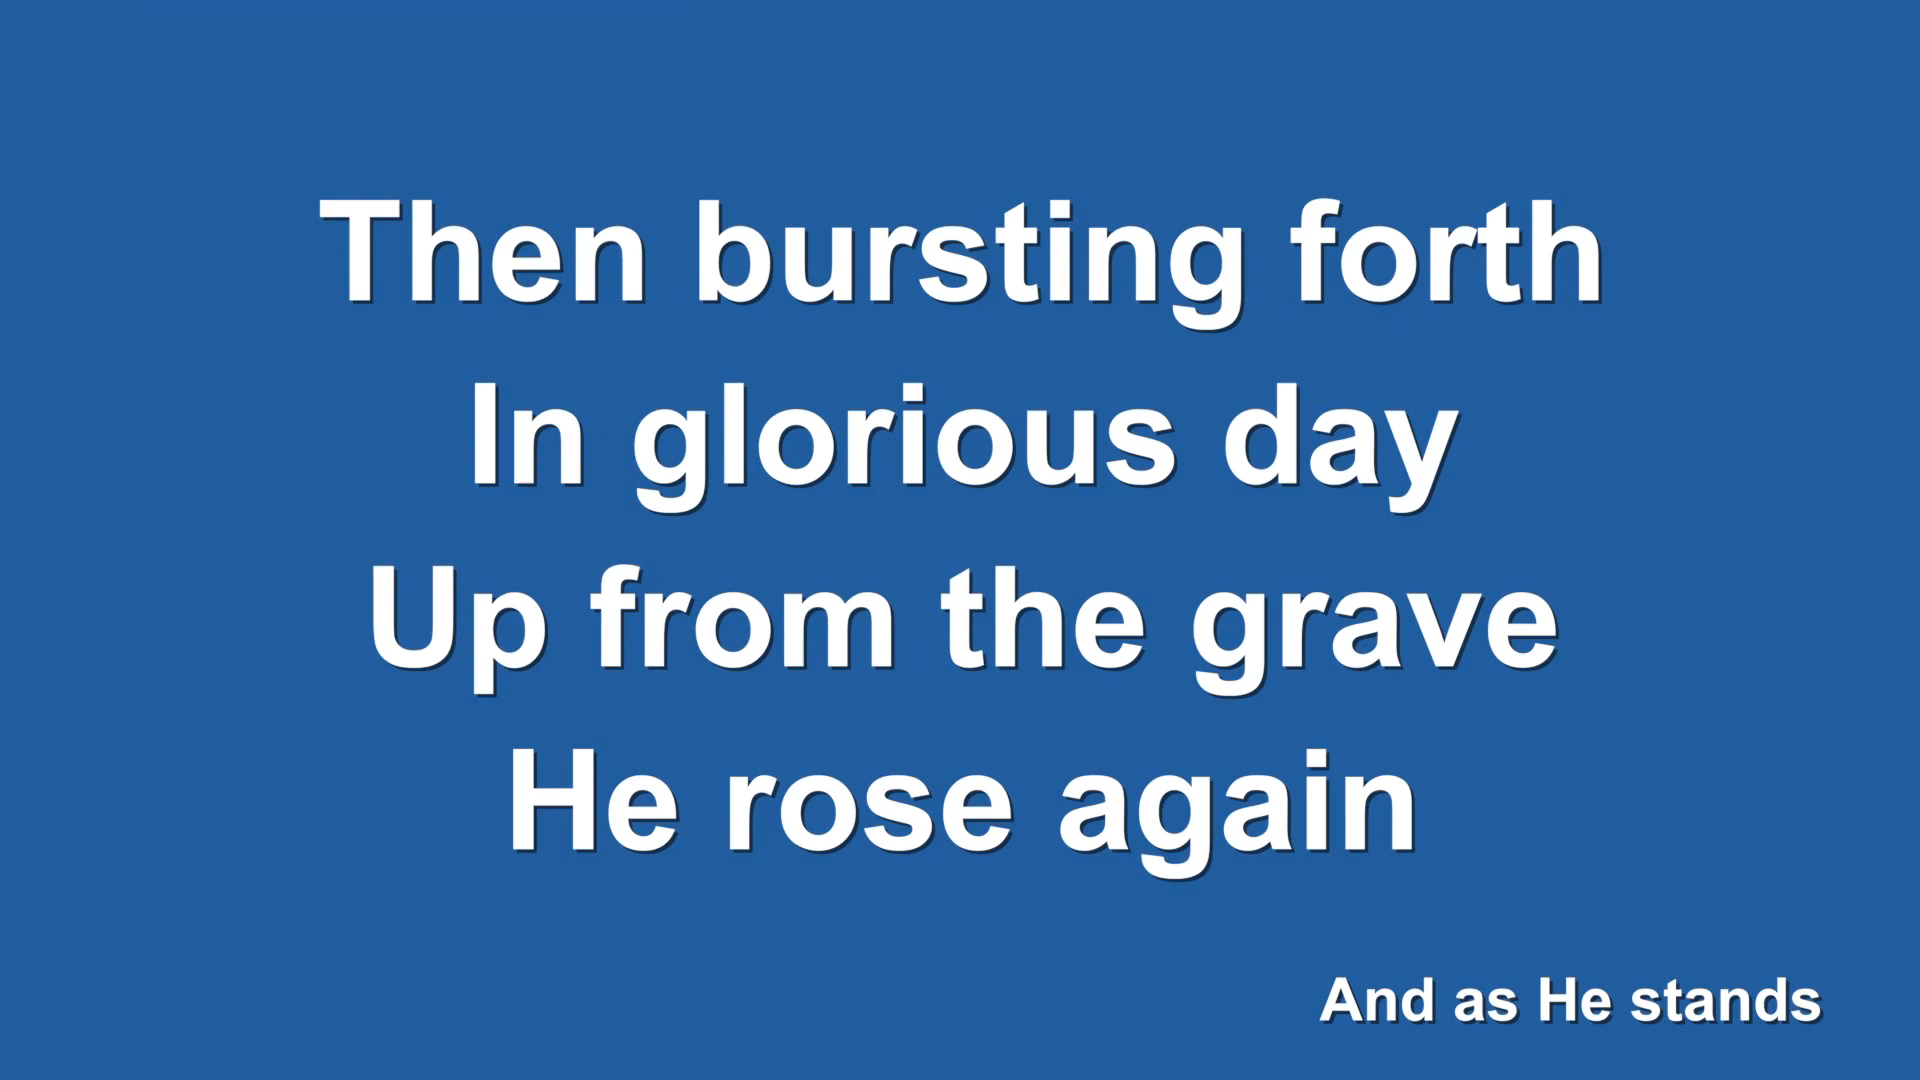 Then bursting forth
In glorious day
Up from the grave
He rose again
And as He stands